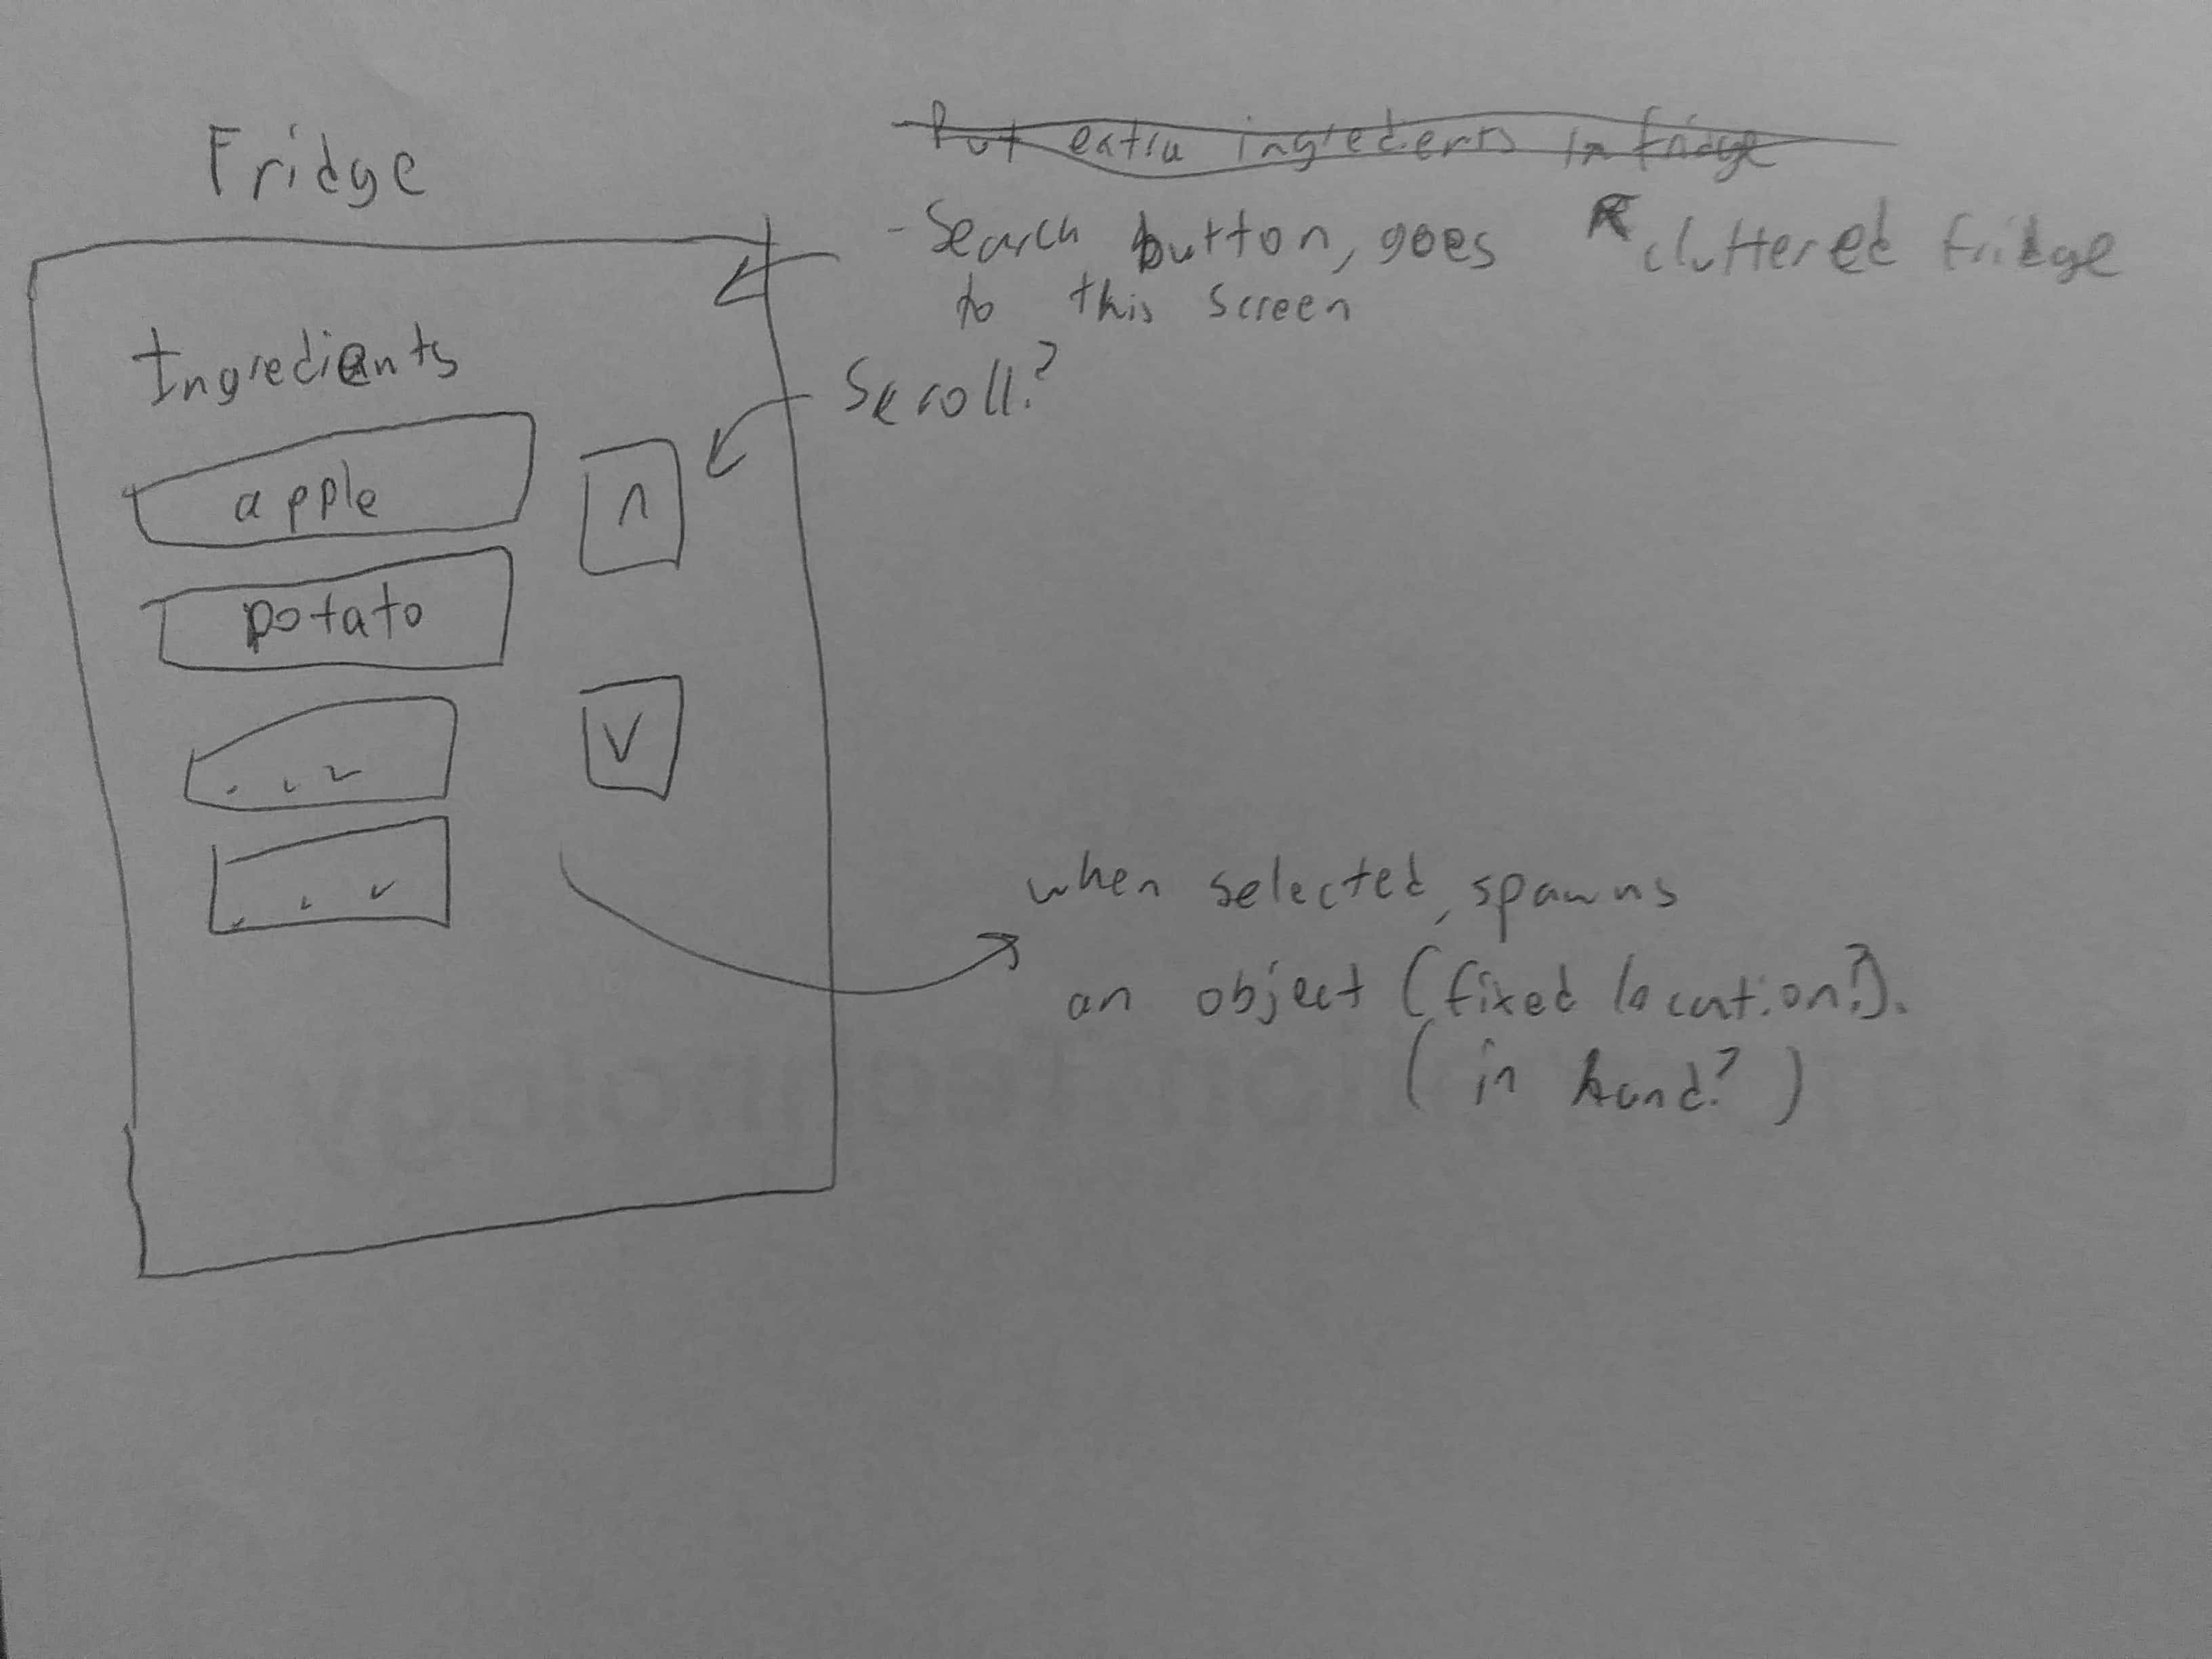 Fridge
Put extra ingredients in fridge
- Search button, goes
to this screen
cluttered fridge
Scroll?
Ingredients
apple
^
potato
...
v
...
when selected, spawns
an object (fixed location?).
(in hand?)